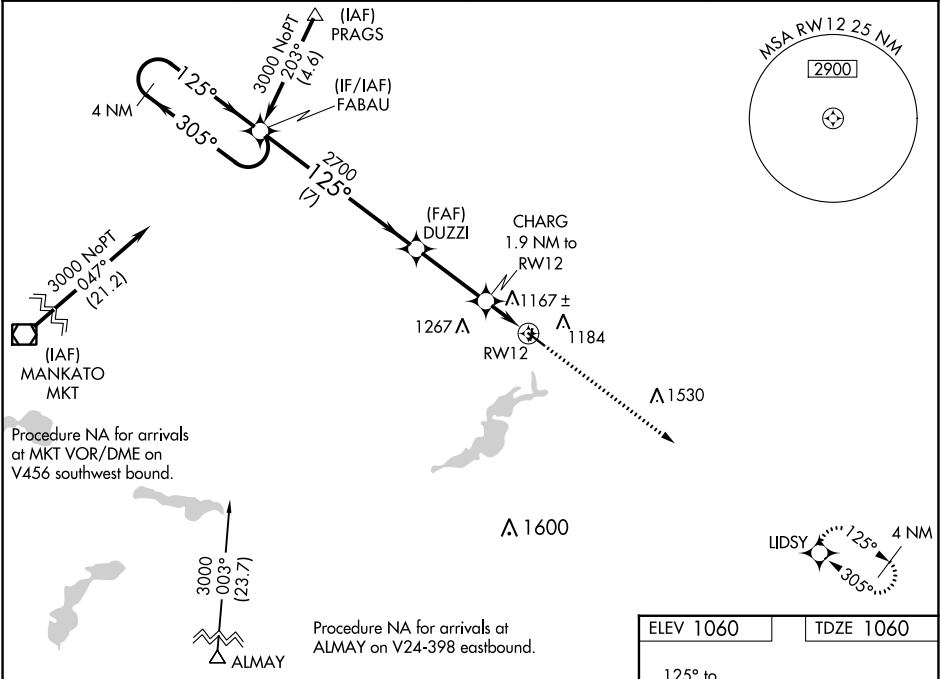 (IAF)
PRAGS
3000 NoPT
203°
(4.6)
(IF/IAF)
FABAU
125°
4 NM
305°
MSA RW12 25 NM
2900
2700
125°
(7)
(FAF)
DUZZI
CHARG
1.9 NM to
RW12
3000 NoPT
047°
(21.2)
1167 ±
1267
1184
RW12
(IAF)
MANKATO
MKT
1530
Procedure NA for arrivals
at MKT VOR/DME on
V456 southwest bound.
1600
LIDSY
125°
4 NM
305°
3000
003°
(23.7)
ALMAY
Procedure NA for arrivals at
ALMAY on V24-398 eastbound.
ELEV 1060
TDZE 1060
125° to